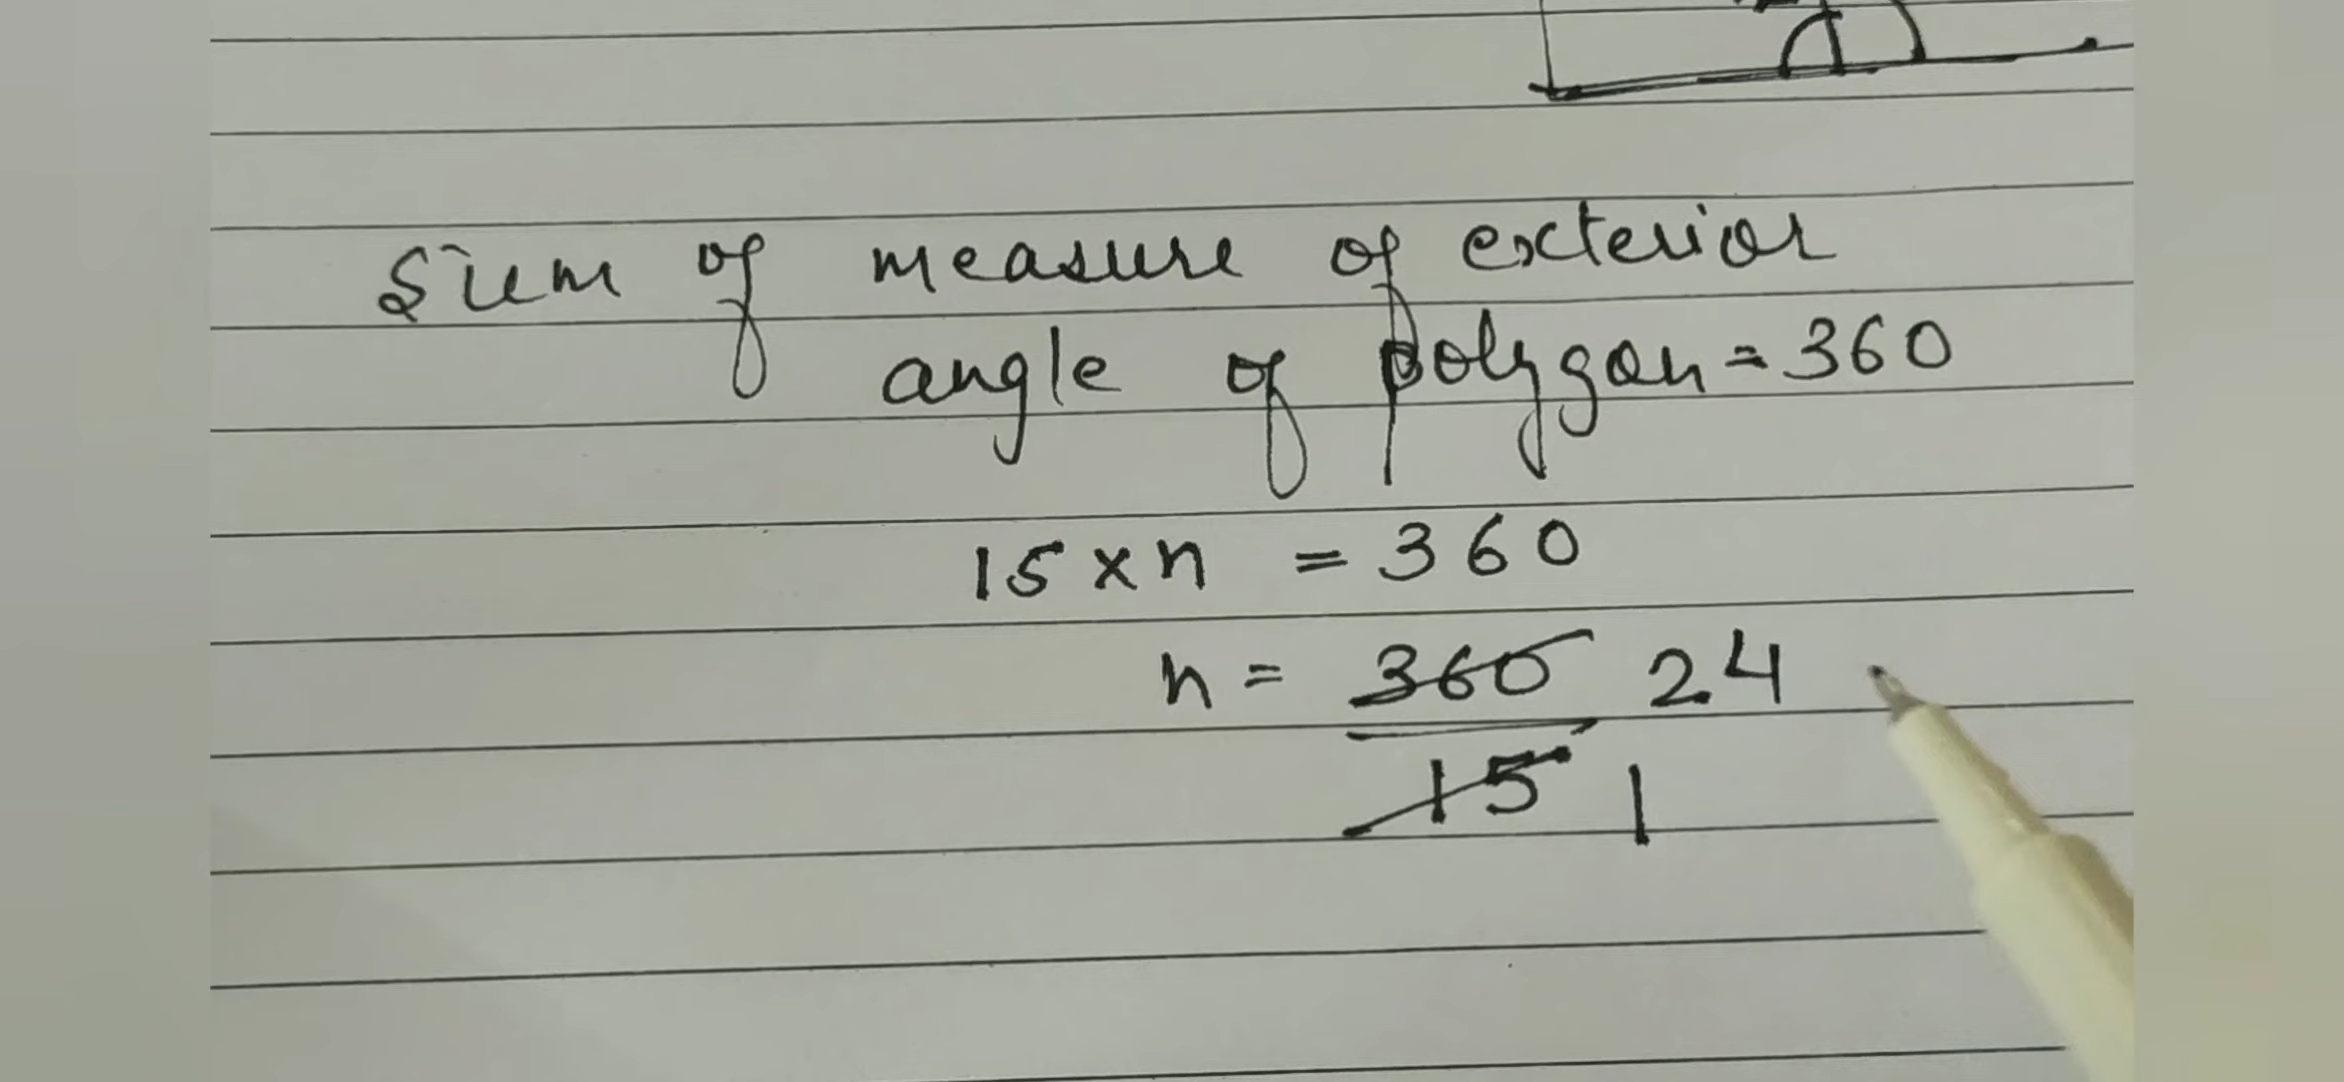 Sum of measure of exterior
angle of polygon = 360
15 × n = 360
n = 360 24
15 1